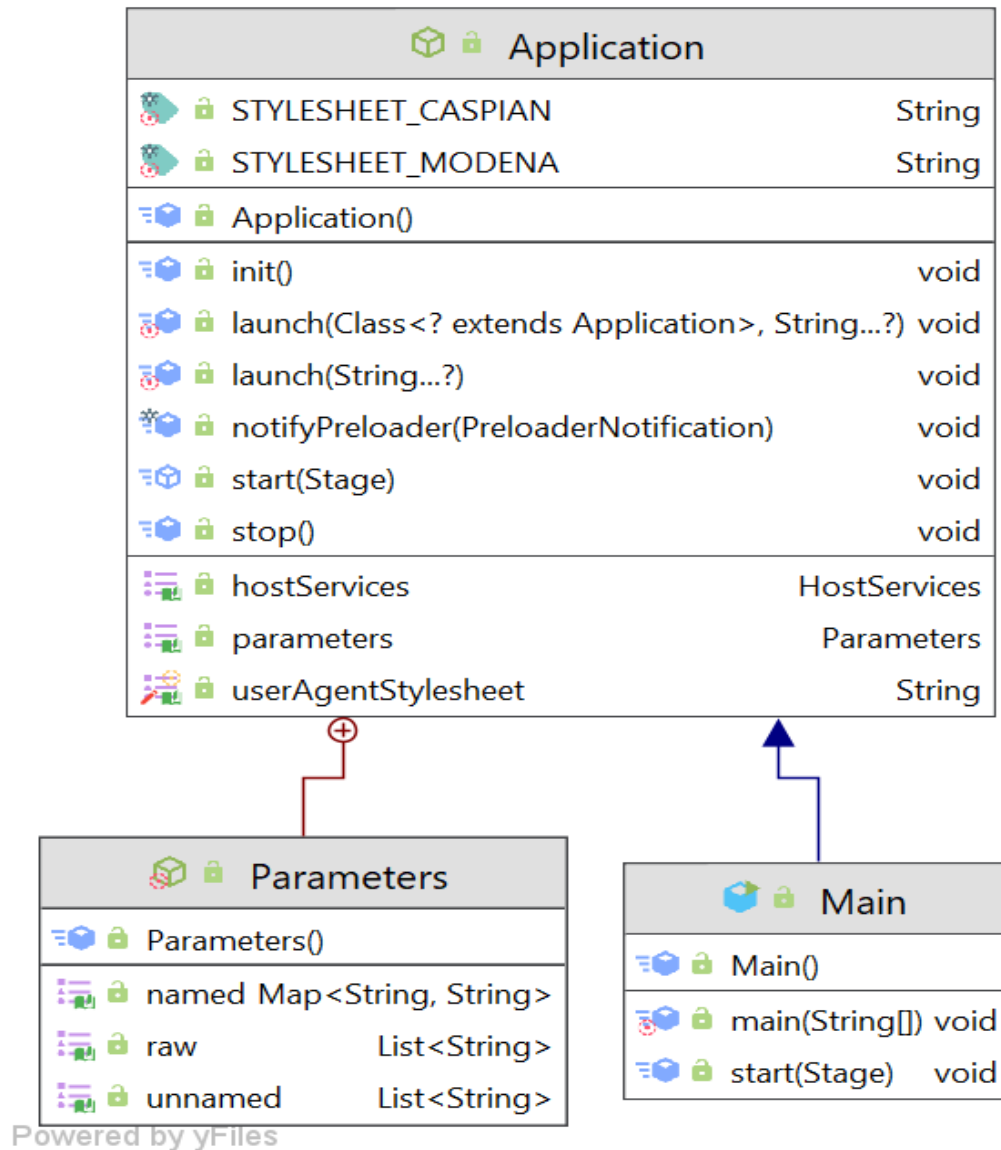 Application
STYLESHEET_CASPIAN String
STYLESHEET_MODENA String
Application()
init() void
launch(Class<? extends Application>, String...?) void
launch(String...?) void
notifyPreloader(PreloaderNotification) void
start(Stage) void
stop() void
hostServices HostServices
parameters Parameters
userAgentStylesheet String
Parameters
Parameters()
named Map<String, String>
raw List<String>
unnamed List<String>
Main
Main()
main(String[]) void
start(Stage) void
Powered by yFiles